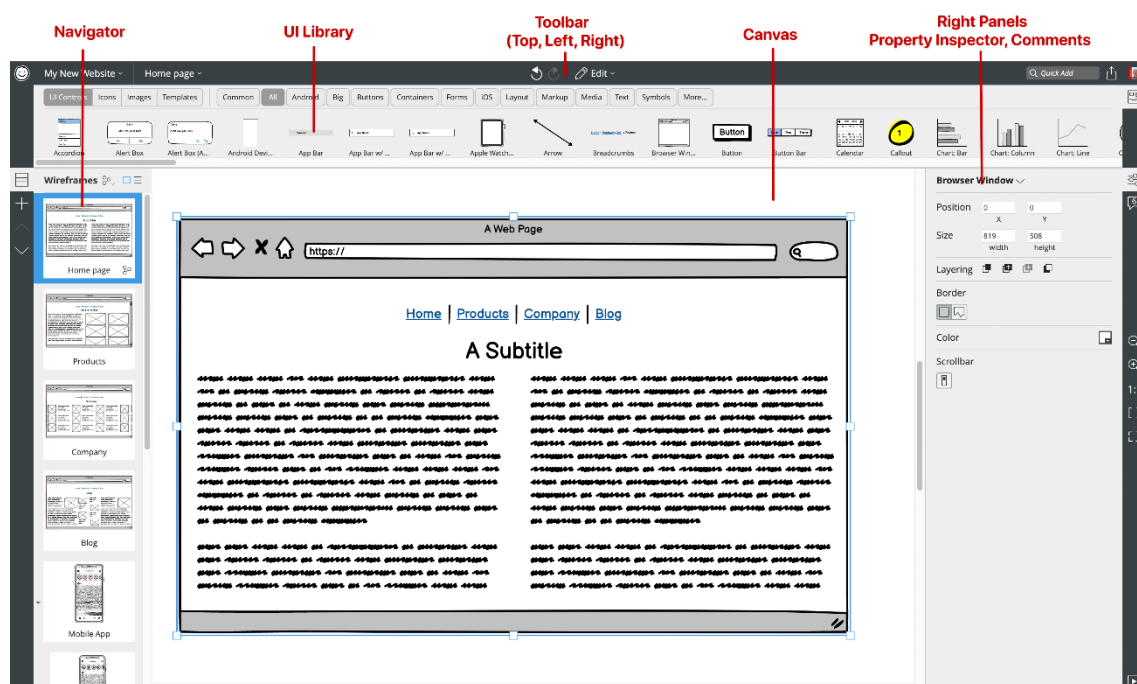 Navigator
UI Library
Toolbar
(Top, Left, Right)
Canvas
Right Panels
Property Inspector, Comments
My New Website
Home page
Edit
Quick Add
UI Controls Icons Images Templates Common All Android Big Buttons Containers Forms iOS Layout Markup Media Text Symbols More...
Button
1
Accordion Alert Box Alert Box (A... Android Devi... App Bar App Bar w/ ... App Bar w/ ... Apple Watch... Arrow Breadcrumbs Browser Win... Button Button Bar Calendar Callout Chart: Bar Chart: Column Chart: Line
Wireframes
Home page
Products
Company
Blog
Mobile App
A Web Page
https://
Home Products Company Blog
A Subtitle
Browser Window
Position 0 0
X Y
Size 819 508
width height
Layering
Border
Color
Scrollbar
1: